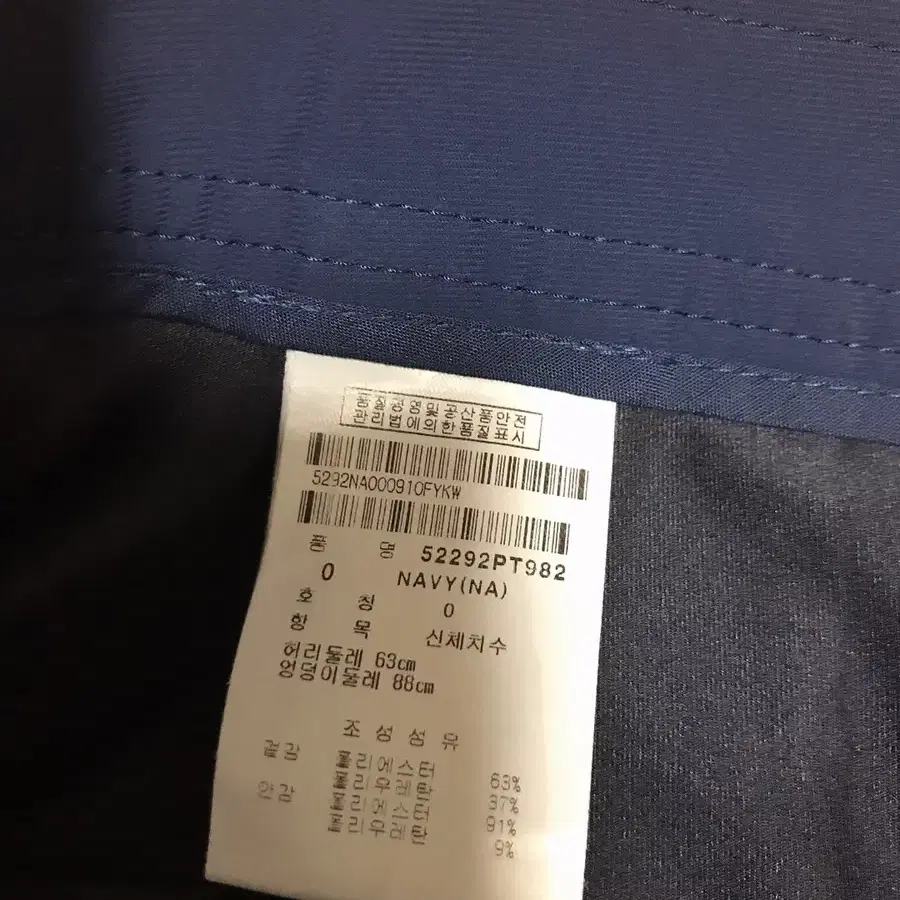 품질경영및공산품안전
관리법에의한품질표시
5292NA000910FYKW
품 명 52292PT982
0 NAVY(NA)
호 칭 0
항 목 신체치수
허리둘레 63cm
엉덩이둘레 88cm
조성섬유
겉감 폴리에스터 63%
폴리우레탄 37%
안감 폴리에스터 91%
폴리우레탄 9%